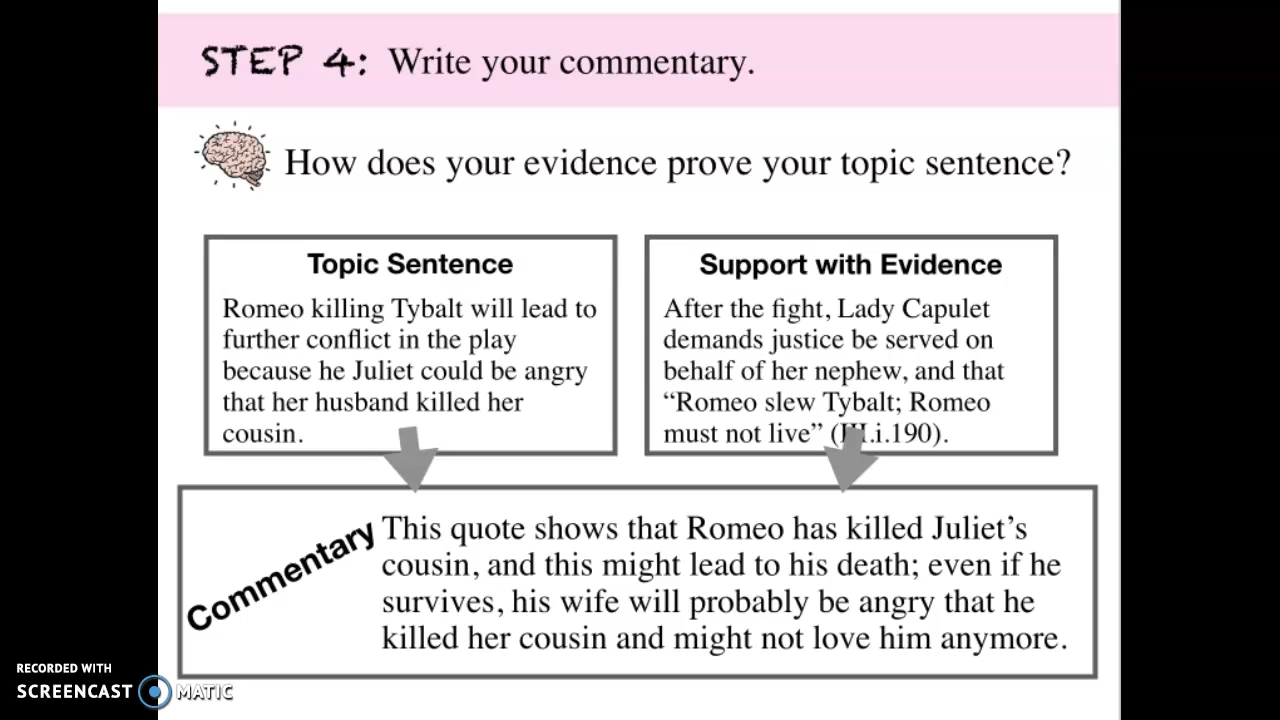 STEP 4: Write your commentary.
How does your evidence prove your topic sentence?
Topic Sentence
Romeo killing Tybalt will lead to
further conflict in the play
because he Juliet could be angry
that her husband killed her
cousin.
Support with Evidence
After the fight, Lady Capulet
demands justice be served on
behalf of her nephew, and that
“Romeo slew Tybalt; Romeo
must not live” (III.i.190).
Commentary
This quote shows that Romeo has killed Juliet’s
cousin, and this might lead to his death; even if he
survives, his wife will probably be angry that he
killed her cousin and might not love him anymore.
RECORDED WITH
SCREENCAST MATIC